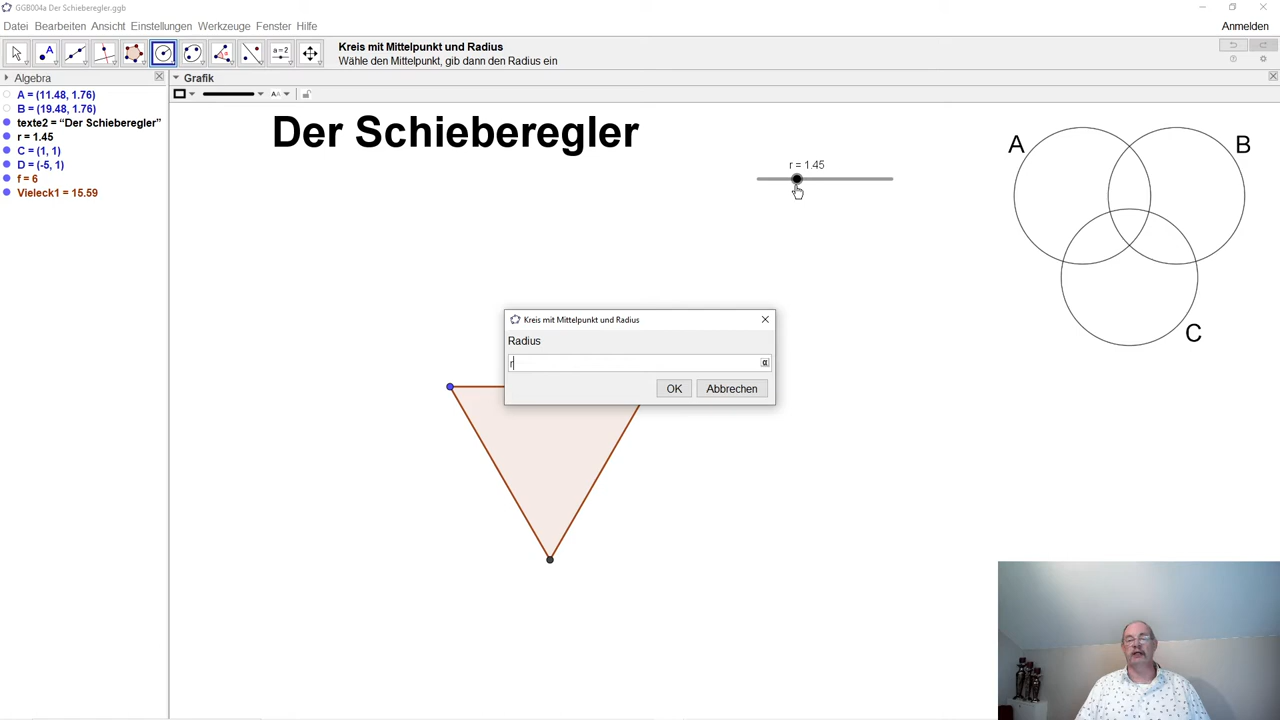 GGB004a Der Schieberegler.ggb
Datei Bearbeiten Ansicht Einstellungen Werkzeuge Fenster Hilfe
Anmelden
Kreis mit Mittelpunkt und Radius
Wähle den Mittelpunkt, gib dann den Radius ein
A
a = 2
Algebra
Grafik
A = (11.48, 1.76)
B = (19.48, 1.76)
texte2 = “Der Schieberegler”
r = 1.45
C = (1, 1)
D = (-5, 1)
f = 6
Vieleck1 = 15.59
AA
Der Schieberegler
r = 1.45
A
B
C
Kreis mit Mittelpunkt und Radius
Radius
r
α
OK
Abbrechen